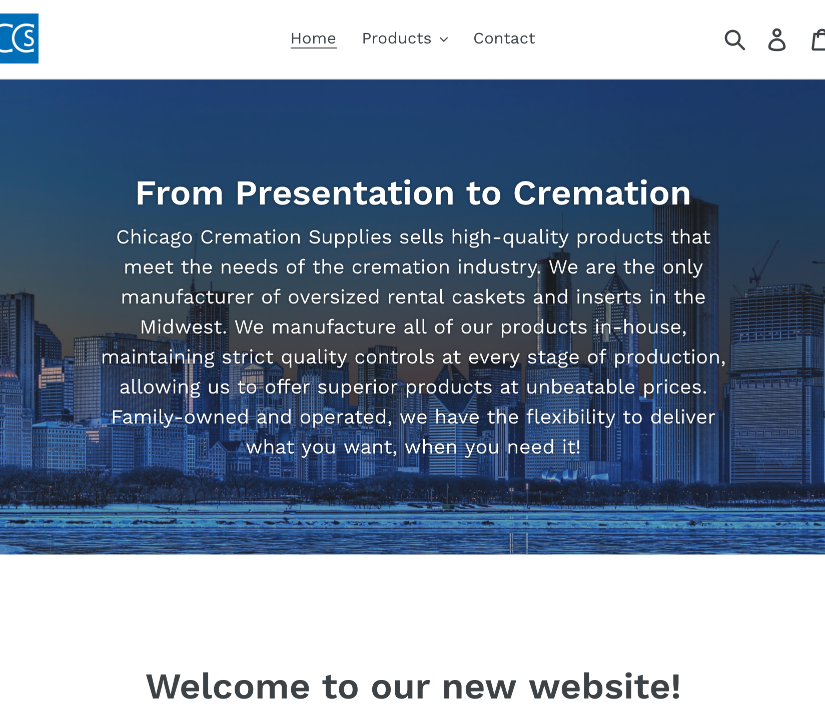 CCS
Home Products Contact
From Presentation to Cremation
Chicago Cremation Supplies sells high-quality products that
meet the needs of the cremation industry. We are the only
manufacturer of oversized rental caskets and inserts in the
Midwest. We manufacture all of our products in-house,
maintaining strict quality controls at every stage of production,
allowing us to offer superior products at unbeatable prices.
Family-owned and operated, we have the flexibility to deliver
what you want, when you need it!
Welcome to our new website!